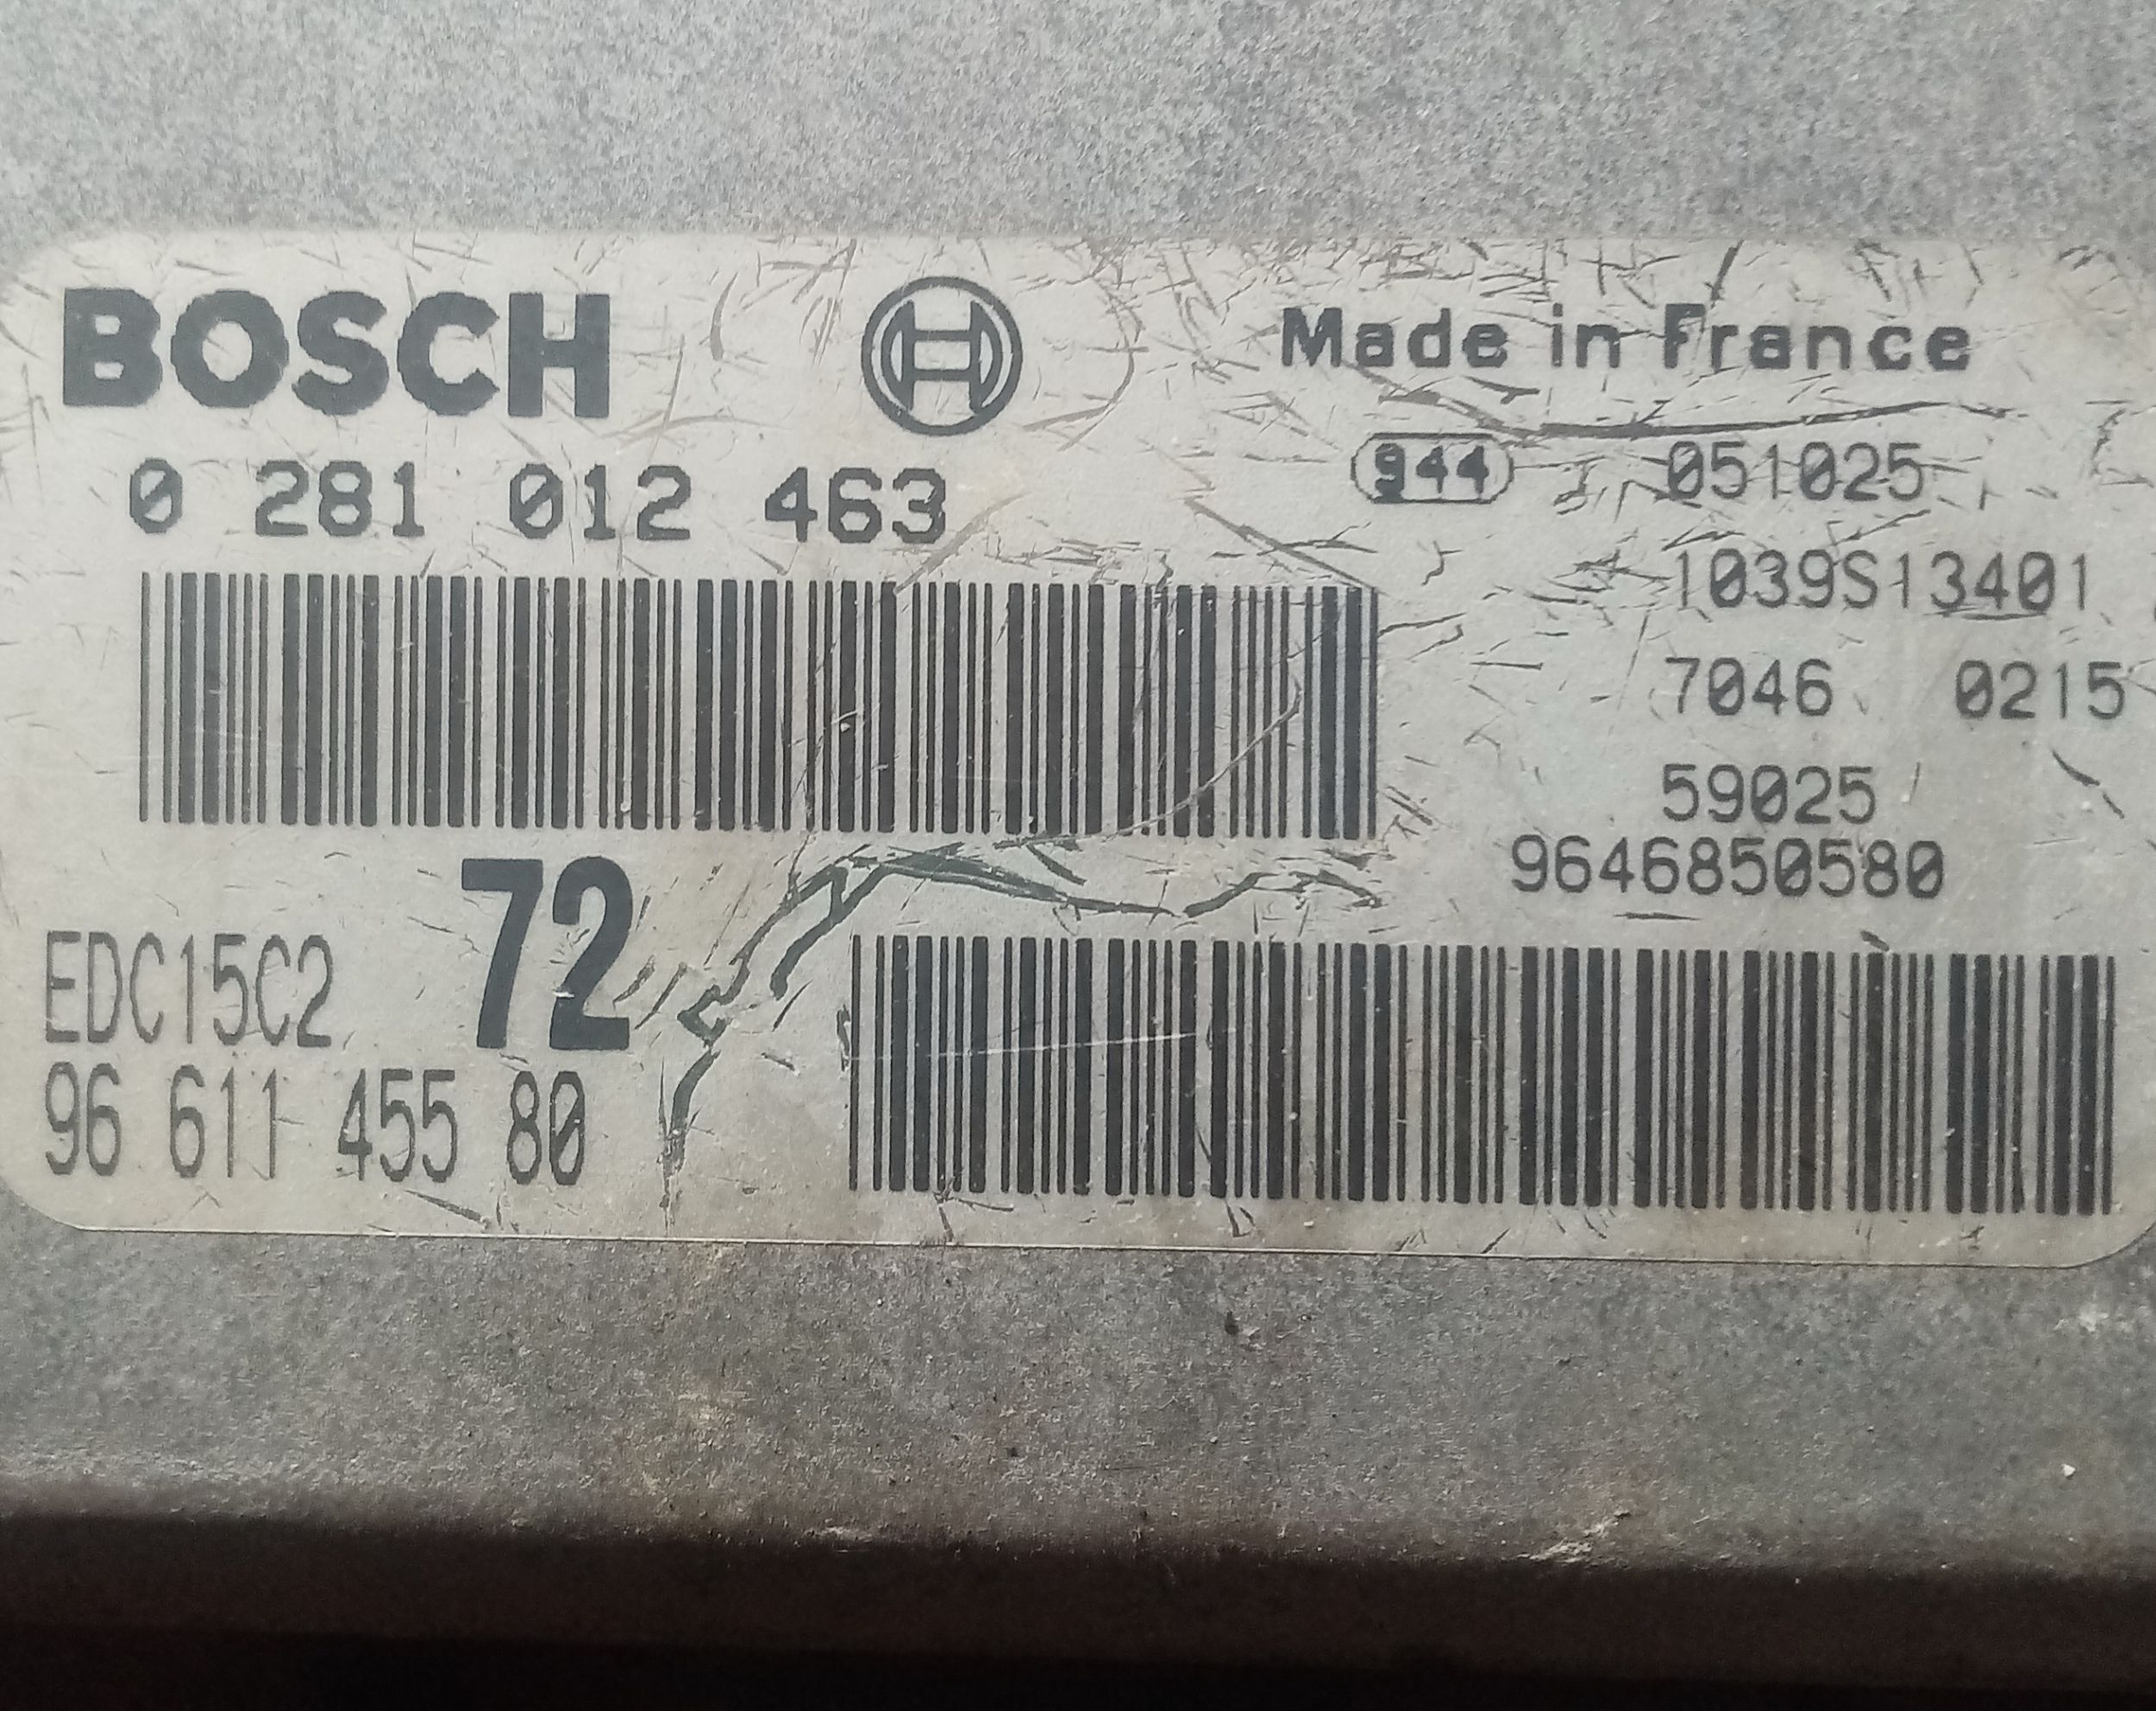 BOSCH
Made in France
0 281 012 463
944 051025
1039S13401
7046 0215
59025
9646850580
72
EDC15C2
96 611 455 80